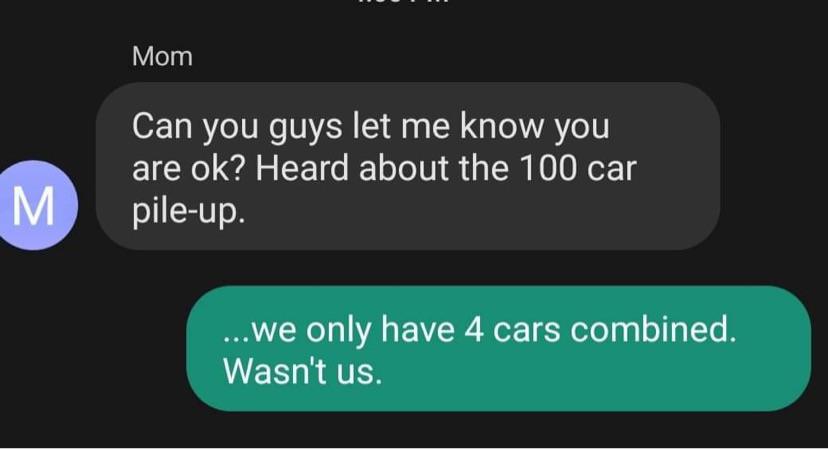 Mom
Can you guys let me know you
are ok? Heard about the 100 car
pile-up.
M
...we only have 4 cars combined.
Wasn't us.